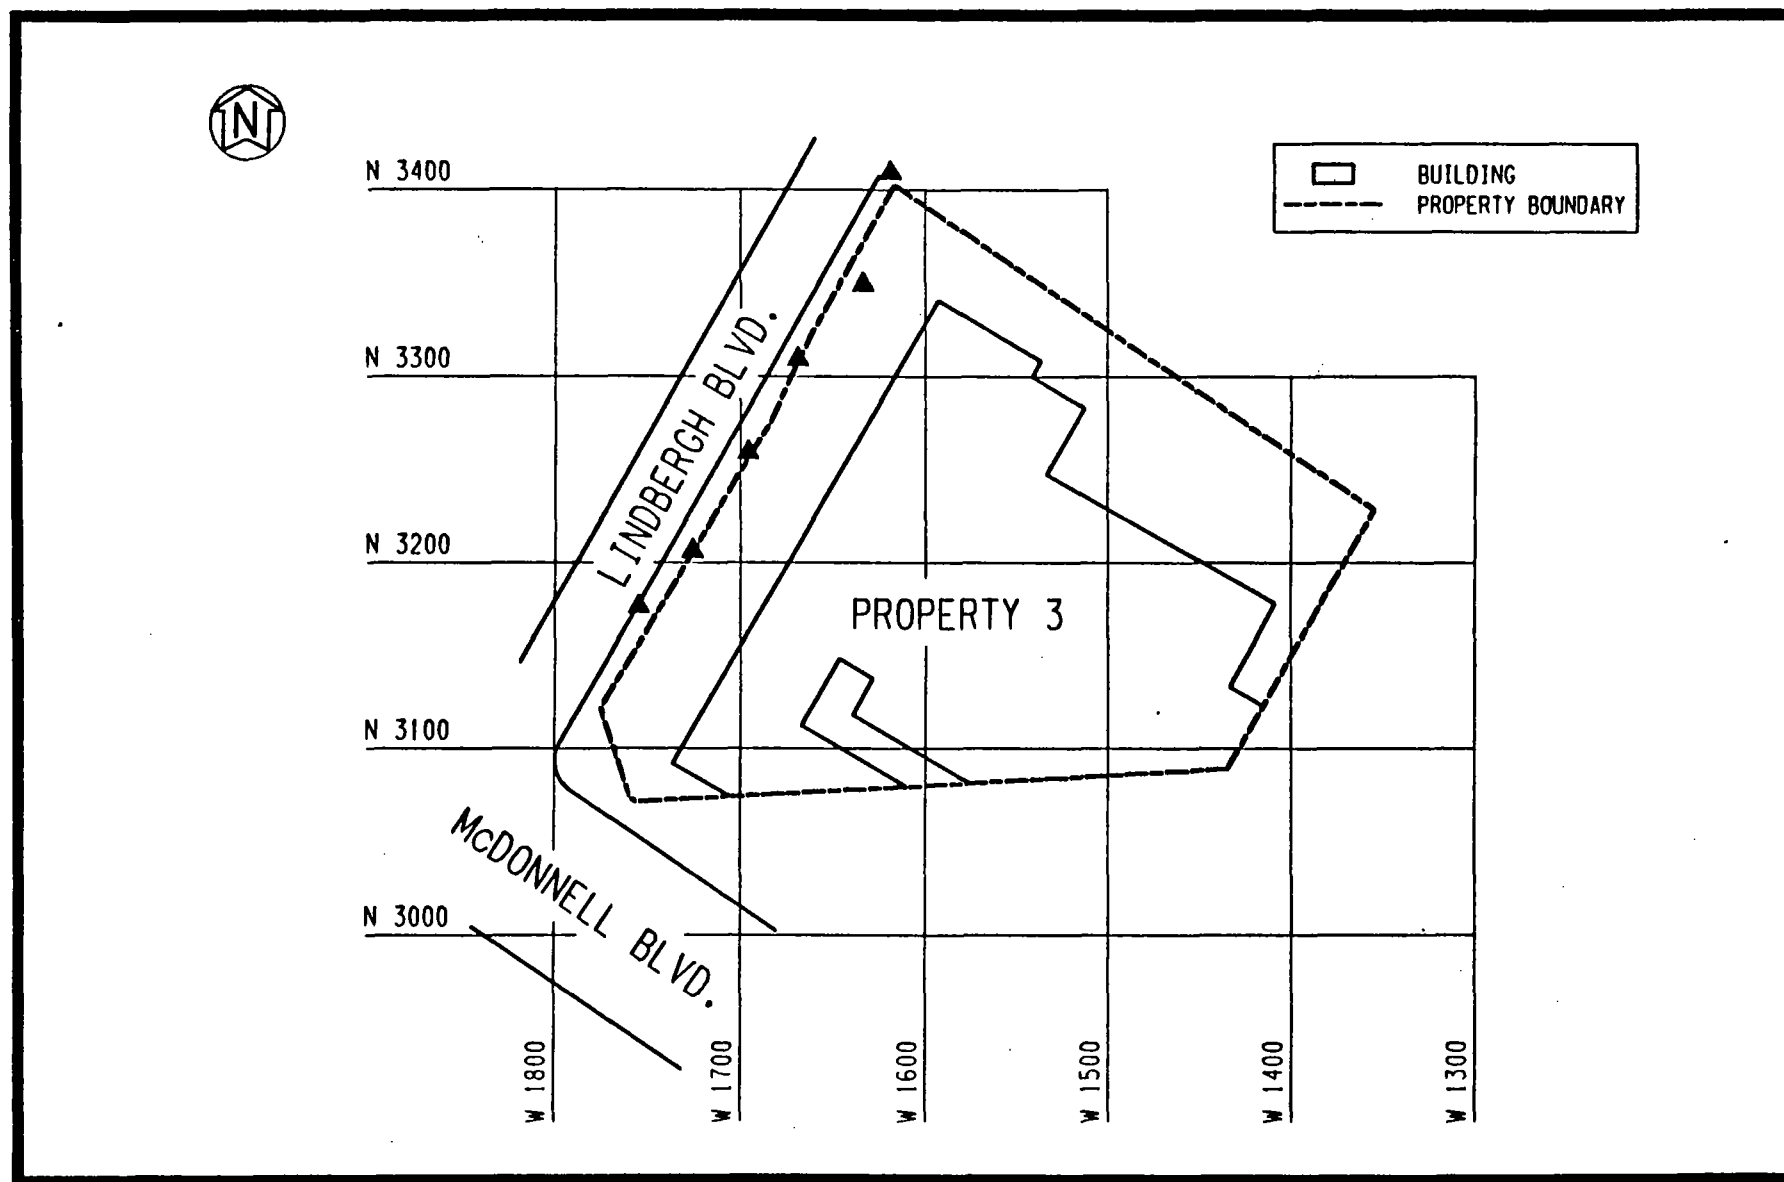 N
N 3400
BUILDING
PROPERTY BOUNDARY
LINDBERGH BLVD.
N 3300
N 3200
PROPERTY 3
N 3100
McDONNELL BLVD.
N 3000
W 1800
W 1700
W 1600
W 1500
W 1400
W 1300